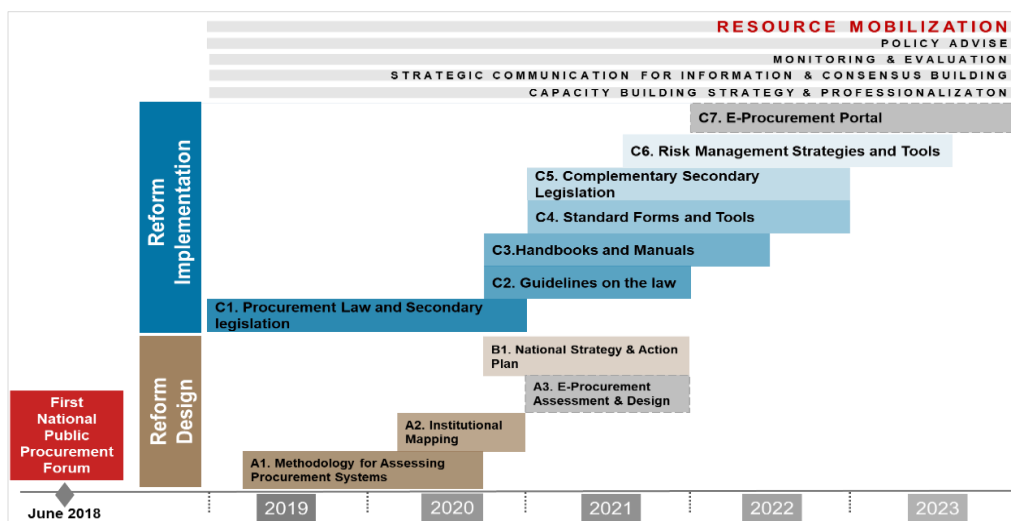 RESOURCE MOBILIZATION
POLICY ADVISE
MONITORING & EVALUATION
STRATEGIC COMMUNICATION FOR INFORMATION & CONSENSUS BUILDING
CAPACITY BUILDING STRATEGY & PROFESSIONALIZATON
Reform
Implementation
C7. E-Procurement Portal
C6. Risk Management Strategies and Tools
C5. Complementary Secondary
Legislation
C4. Standard Forms and Tools
C3.Handbooks and Manuals
C2. Guidelines on the law
C1. Procurement Law and Secondary
legislation
Reform
Design
B1. National Strategy & Action
Plan
A3. E-Procurement
Assessment & Design
A2. Institutional
Mapping
A1. Methodology for Assessing
Procurement Systems
First
National
Public
Procurement
Forum
June 2018
2019
2020
2021
2022
2023